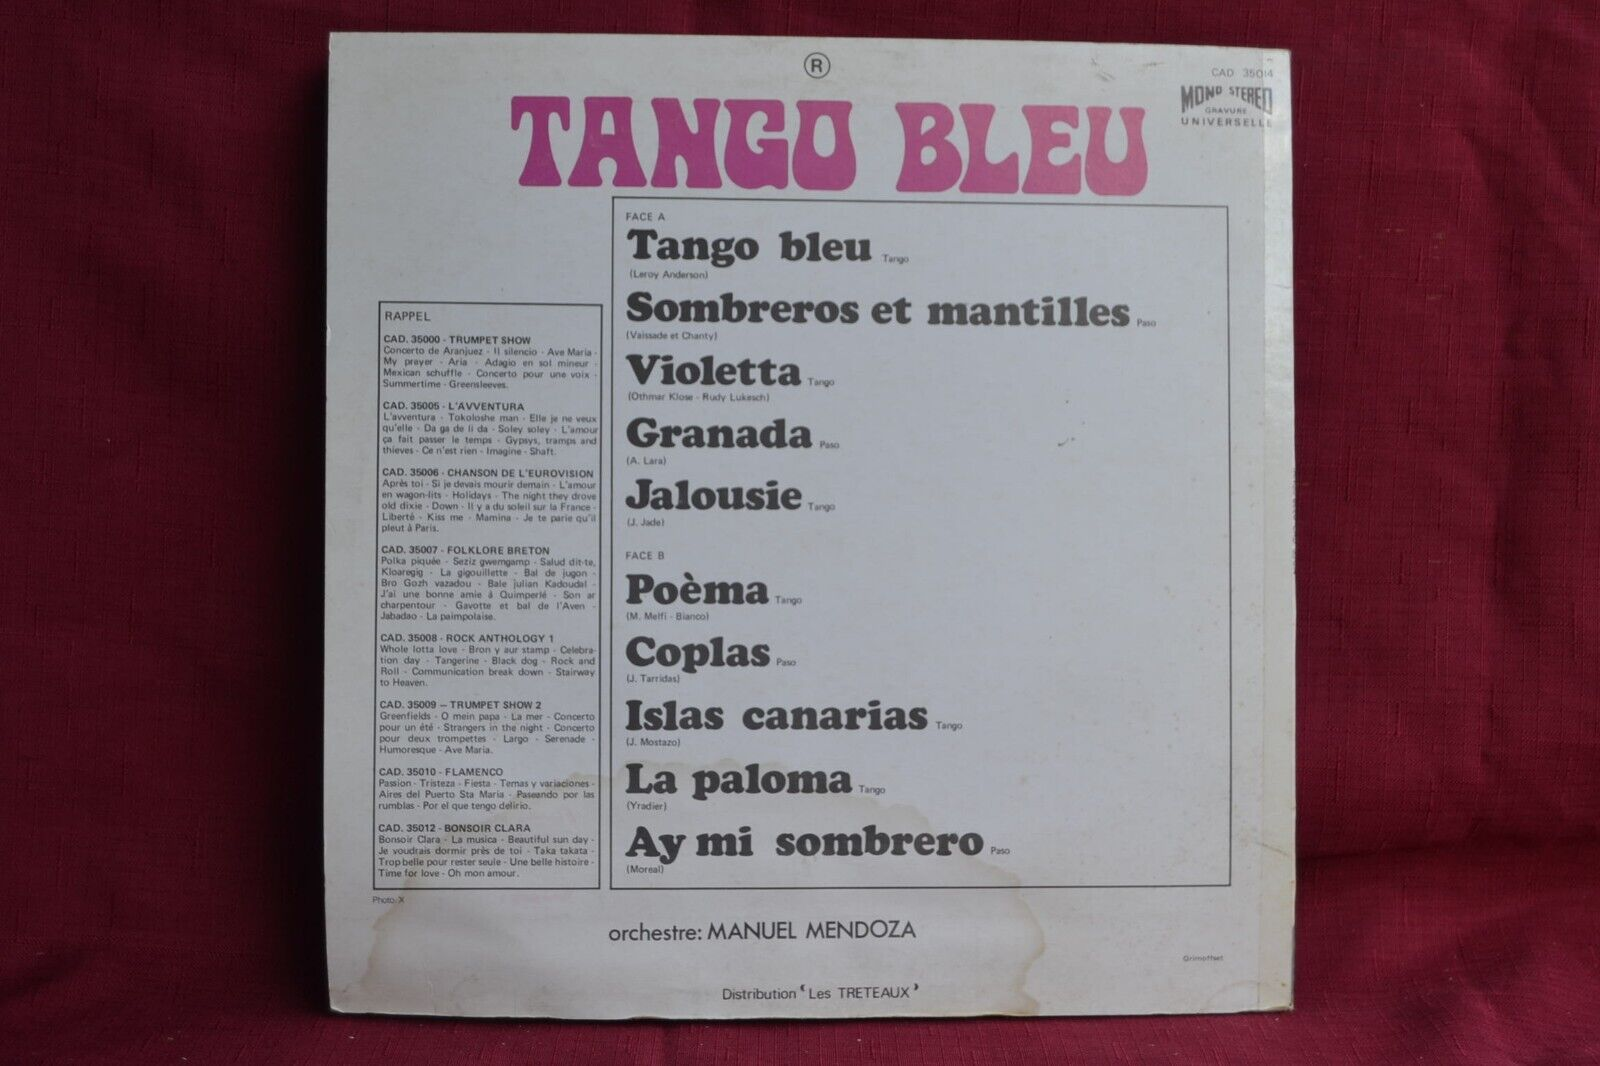 ®
CAD 35014
MONO STEREO
GRAVURE
UNIVERSELLE
TANGO BLEU
FACE A
Tango bleu Tango
(Leroy Anderson)
Sombreros et mantilles Paso
(Vaissade et Chanty)
Violetta Tango
(Othmar Klose - Rudy Lukesch)
Granada Paso
(A. Lara)
Jalousie Tango
(J. Jade)
FACE B
Poèma Tango
(M. Melfi - Bianco)
Coplas Paso
(J. Tarridas)
Islas canarias Tango
(J. Mostazo)
La paloma Tango
(Yradier)
Ay mi sombrero Paso
(Moreal)
RAPPEL
CAD. 35000 - TRUMPET SHOW
Concerto de Aranjuez - Il silencio - Ave Maria -
My prayer - Aria - Adagio en sol mineur -
Mexican schuffle - Concerto pour une voix -
Summertime - Greensleeves.
CAD. 35005 - L'AVVENTURA
L'avventura - Tokoloshe man - Elle je ne veux
qu'elle - Da ga de li da - Soley soley - L'amour
ça fait passer le temps - Gypsys, tramps and
thieves - Ce n'est rien - Imagine - Shaft.
CAD. 35006 - CHANSON DE L'EUROVISION
Après toi - Si je devais mourir demain - L'amour
en wagon-lits - Holidays - The night they drove
old dixie - Down - Il y a du soleil sur la France -
Liberté - Kiss me - Mamina - Je te parie qu'il
pleut à Paris.
CAD. 35007 - FOLKLORE BRETON
Polka piquée - Seziz gwemgamp - Salud dit-te,
Kloaregig - La gigouillette - Bal de jugon -
Bro Gozh vazadou - Bale julian Kadoudal -
J'ai une bonne amie à Quimperlé - Son ar
charpentour - Gavotte et bal de l'Aven -
Jabadao - La paimpolaise.
CAD. 35008 - ROCK ANTHOLOGY 1
Whole lotta love - Bron y aur stamp - Celebra-
tion day - Tangerine - Black dog - Rock and
Roll - Communication break down - Stairway
to Heaven.
CAD. 35009 – TRUMPET SHOW 2
Greenfields - O mein papa - La mer - Concerto
pour un été - Strangers in the night - Concerto
pour deux trompettes - Largo - Serenade -
Humoresque - Ave Maria.
CAD. 35010 - FLAMENCO
Passion - Tristeza - Fiesta - Temas y variaciones -
Aires del Puerto Sta Maria - Paseando por las
rumblas - Por el que tengo delirio.
CAD. 35012 - BONSOIR CLARA
Bonsoir Clara - La musica - Beautiful sun day -
Je voudrais dormir près de toi - Taka takata -
Trop belle pour rester seule - Une belle histoire -
Time for love - Oh mon amour.
Photo. X
orchestre: MANUEL MENDOZA
Grimoffset
Distribution ‘Les TRETEAUX’